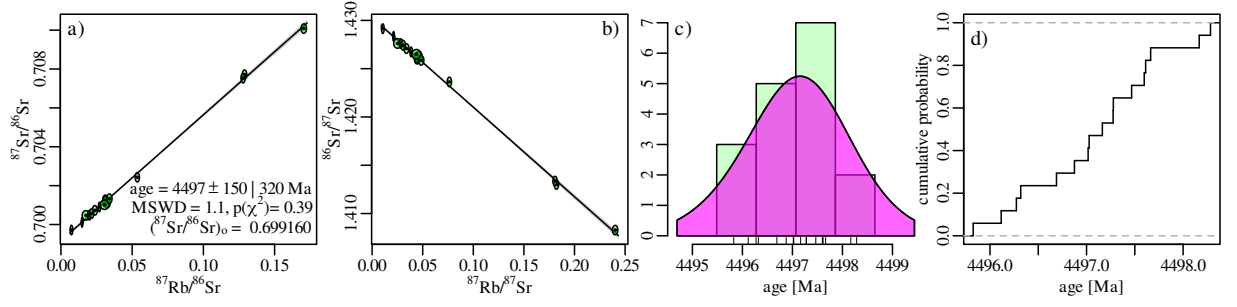 a)
0.700
0.704
0.708
⁸⁷Sr/⁸⁶Sr
age = 4497 ± 150 | 320 Ma
MSWD = 1.1, p(χ²)= 0.39
(⁸⁷Sr/⁸⁶Sr)₀ = 0.699160
0.00 0.05 0.10 0.15
⁸⁷Rb/⁸⁶Sr
b)
1.410
1.420
1.430
⁸⁶Sr/⁸⁷Sr
0.00 0.05 0.10 0.15 0.20 0.25
⁸⁷Rb/⁸⁷Sr
c)
0
1
2
3
4
5
6
7
4495 4496 4497 4498 4499
age [Ma]
d)
0.0
0.2
0.4
0.6
0.8
1.0
cumulative probability
4496.0 4497.0 4498.0
age [Ma]